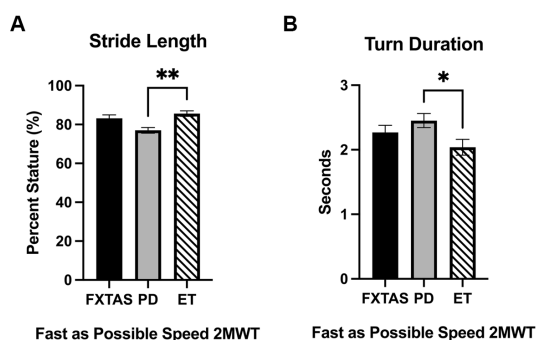 A
Stride Length
**
Percent Stature (%)
100
80
60
40
20
0
FXTAS PD ET
Fast as Possible Speed 2MWT
B
Turn Duration
*
Seconds
3
2
1
0
FXTAS PD ET
Fast as Possible Speed 2MWT